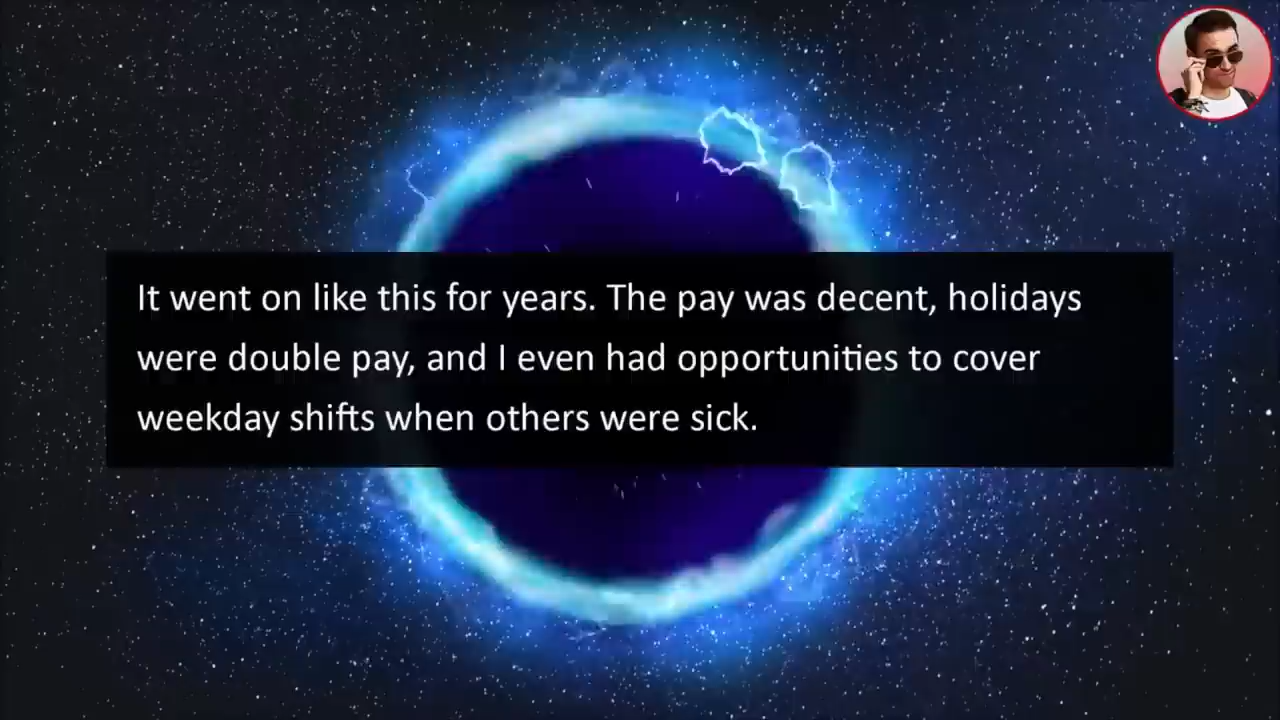 It went on like this for years. The pay was decent, holidays
were double pay, and I even had opportunities to cover
weekday shifts when others were sick.